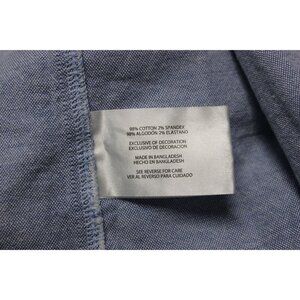 98% COTTON 2% SPANDEX
98% ALGODON 2% ELASTANO
EXCLUSIVE OF DECORATION
EXCLUSIVO DE DECORACION
MADE IN BANGLADESH
HECHO EN BANGLADESH
SEE REVERSE FOR CARE
VER AL REVERSO PARA CUIDADO